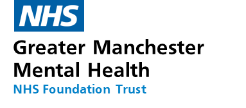 NHS
Greater Manchester
Mental Health
NHS Foundation Trust